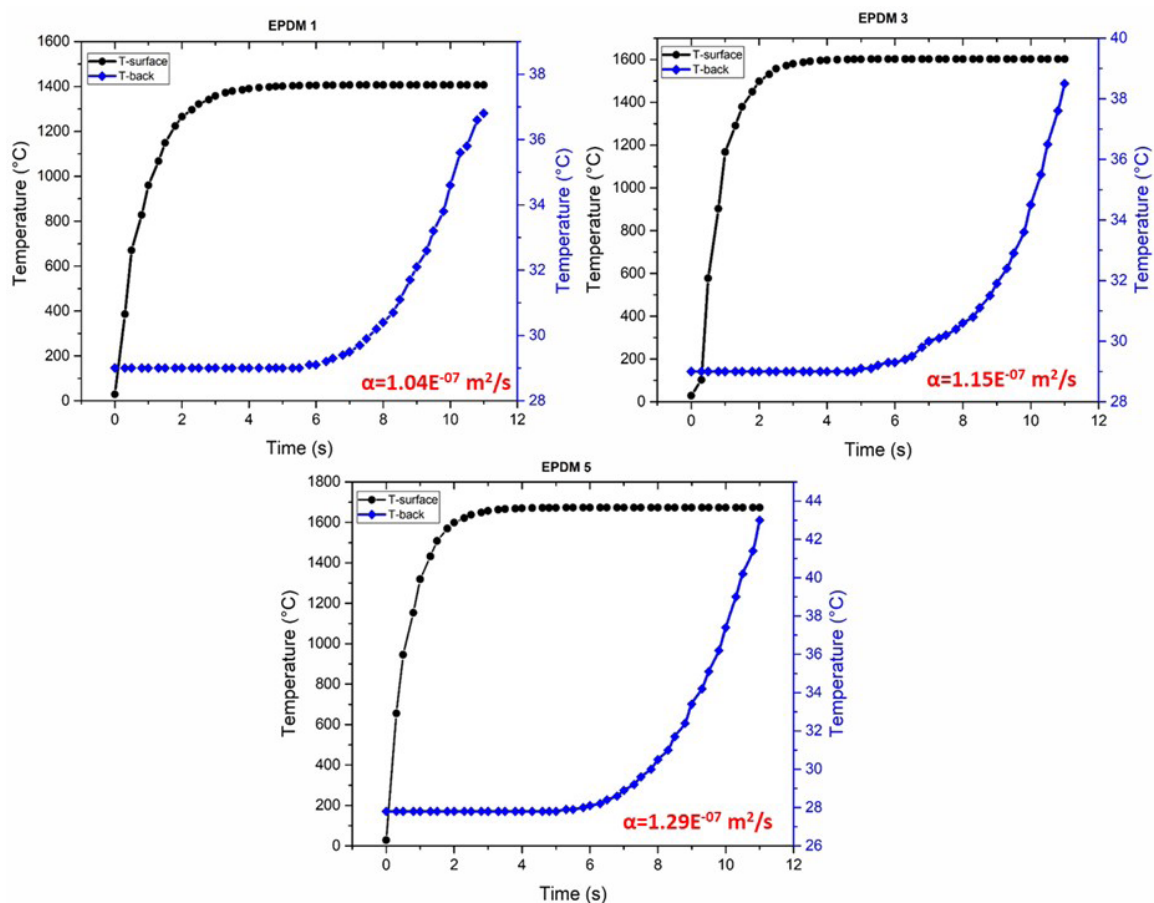 EPDM 1
T-surface
T-back
1600
1400
1200
1000
800
600
400
200
0
Temperature (°C)
38
36
34
32
30
28
Temperature (°C)
α=1.04E⁻⁰⁷ m²/s
0 2 4 6 8 10 12
Time (s)
EPDM 3
T-surface
T-back
1600
1400
1200
1000
800
600
400
200
0
Temperature (°C)
40
38
36
34
32
30
28
Temperature (°C)
α=1.15E⁻⁰⁷ m²/s
0 2 4 6 8 10 12
Time (s)
EPDM 5
T-surface
T-back
1800
1600
1400
1200
1000
800
600
400
200
0
Temperature (°C)
44
42
40
38
36
34
32
30
28
26
Temperature (°C)
α=1.29E⁻⁰⁷ m²/s
0 2 4 6 8 10 12
Time (s)